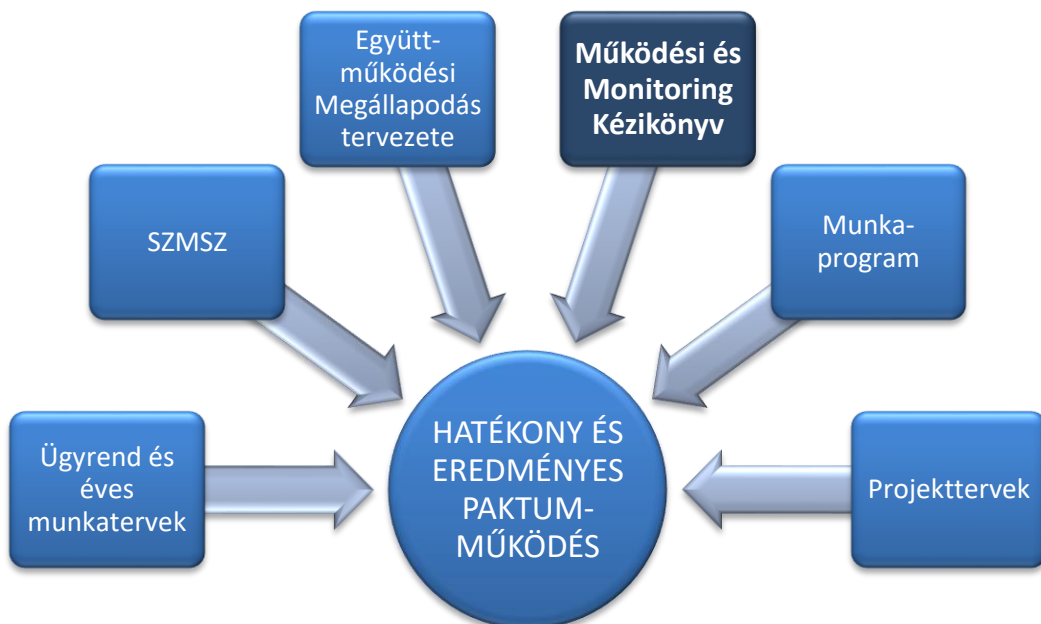 Együtt-
működési
Megállapodás
tervezete
Működési és
Monitoring
Kézikönyv
SZMSZ
Munka-
program
Ügyrend és
éves
munkatervek
HATÉKONY ÉS
EREDMÉNYES
PAKTUM-
MŰKÖDÉS
Projekttervek